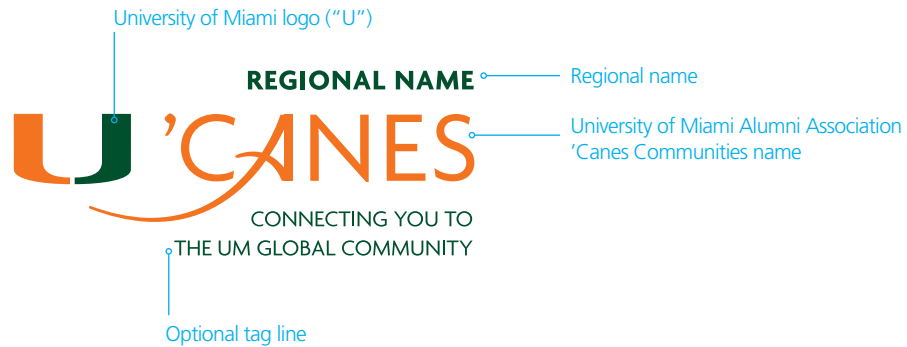 University of Miami logo (“U”)
REGIONAL NAME
Regional name
U ’CANES
University of Miami Alumni Association
’Canes Communities name
CONNECTING YOU TO
THE UM GLOBAL COMMUNITY
Optional tag line